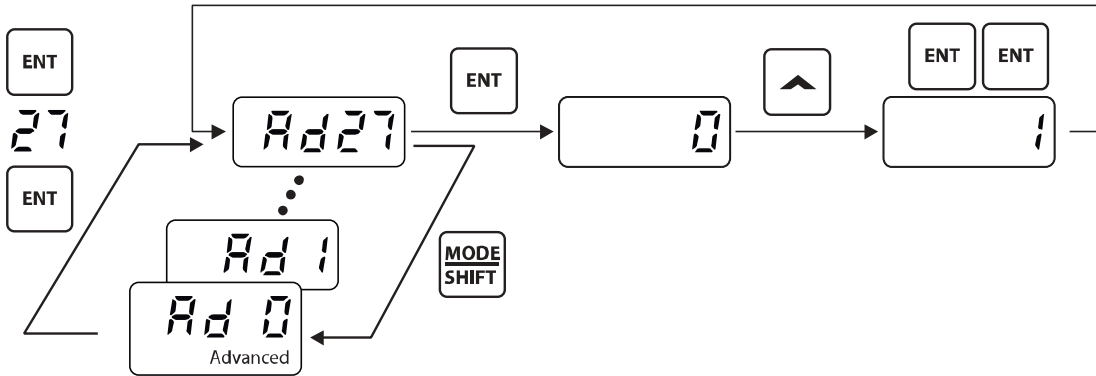 ENT
27
ENT
Ad27
ENT
0
ENT ENT
1
Ad 1
Ad 0
Advanced
MODE
SHIFT